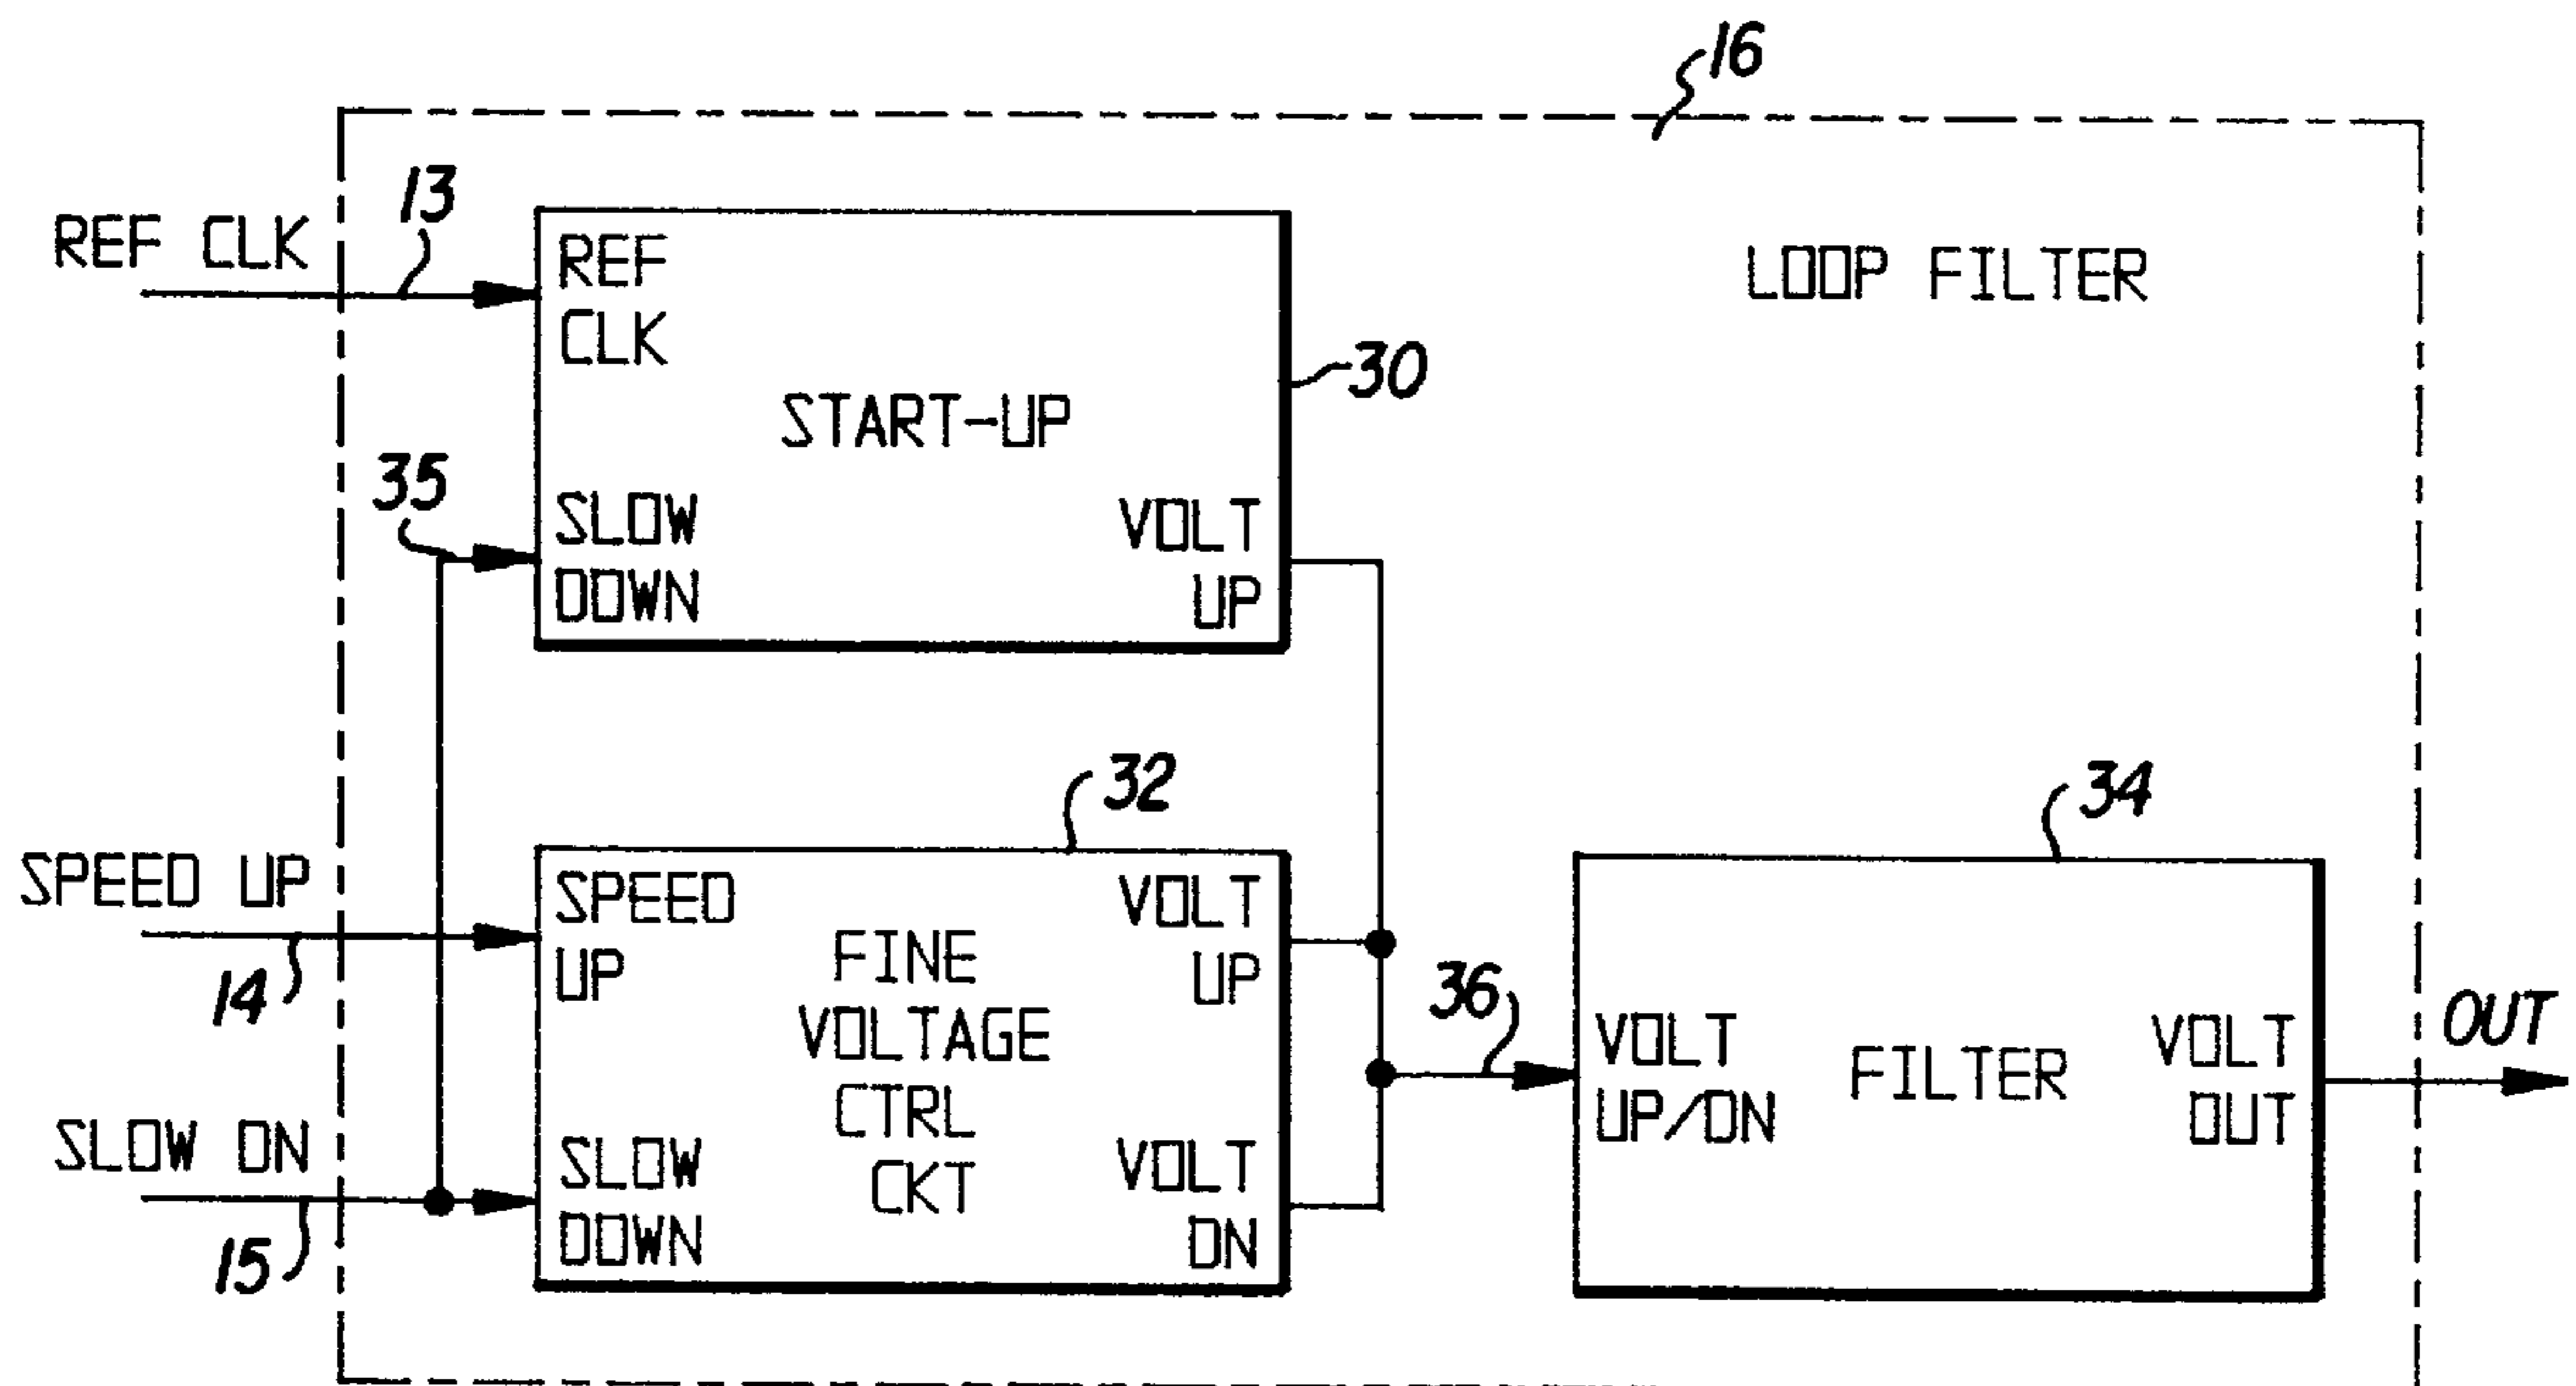 16
13
REF CLK
REF
CLK
LOOP FILTER
30
START-UP
35
SLOW
DOWN
VOLT
UP
32
34
SPEED UP
SPEED
UP
VOLT
UP
14
FINE
VOLTAGE
CTRL
CKT
36
VOLT
UP/DN
FILTER
VOLT
OUT
OUT
SLOW DN
SLOW
DOWN
VOLT
DN
15